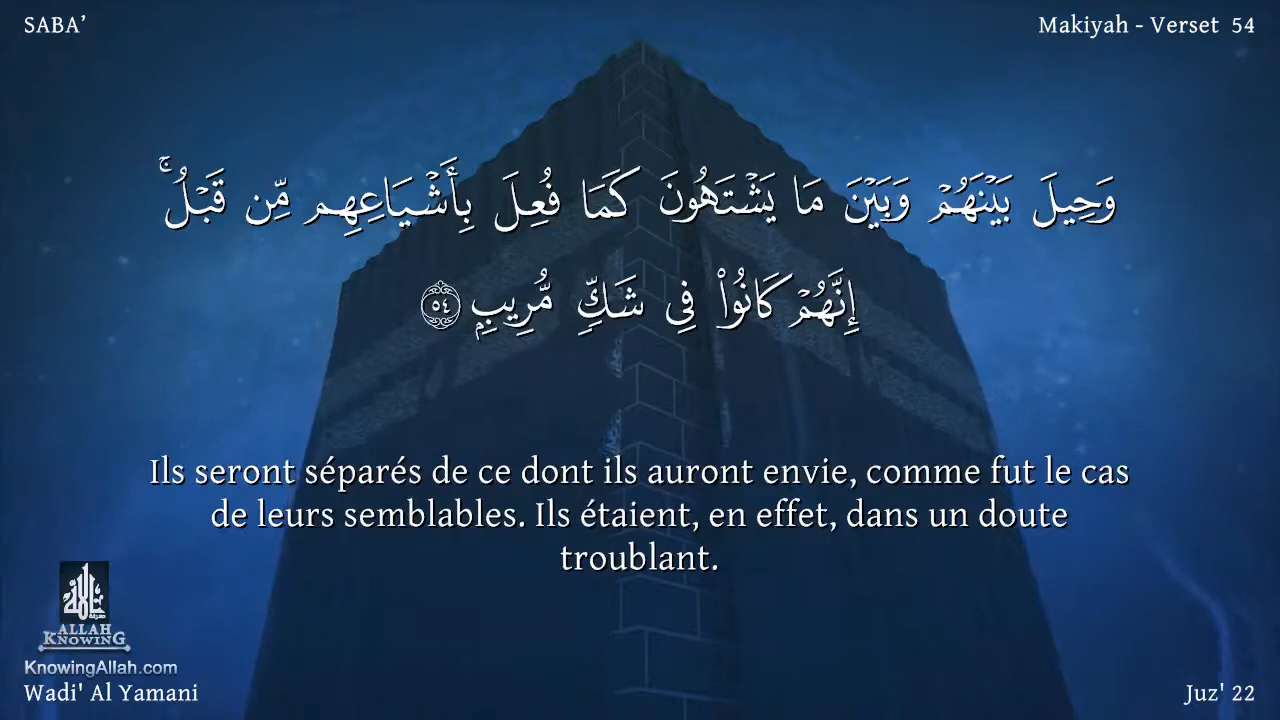 SABA’
Makiyah - Verset 54
وَحِيلَ بَيْنَهُمْ وَبَيْنَ مَا يَشْتَهُونَ كَمَا فُعِلَ بِأَشْيَاعِهِم مِّن قَبْلُ ۚ
إِنَّهُمْ كَانُوا۟ فِى شَكٍّ مُّرِيبٍۭ ٥٤
Ils seront séparés de ce dont ils auront envie, comme fut le cas
de leurs semblables. Ils étaient, en effet, dans un doute
troublant.
الله
معرفة
ALLAH
KNOWING
KnowingAllah.com
Wadi' Al Yamani
Juz' 22